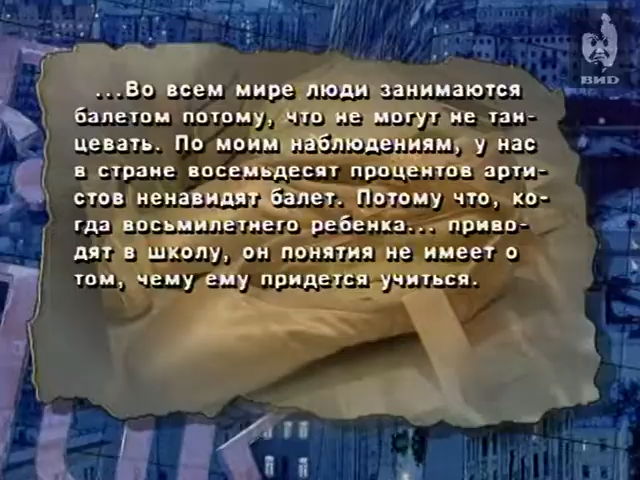 ...Во всем мире люди занимаются
балетом потому, что не могут не тан-
цевать. По моим наблюдениям, у нас
в стране восемьдесят процентов арти-
стов ненавидят балет. Потому что, ко-
гда восьмилетнего ребенка... приво-
дят в школу, он понятия не имеет о
том, чему ему придется учиться.
ВИD